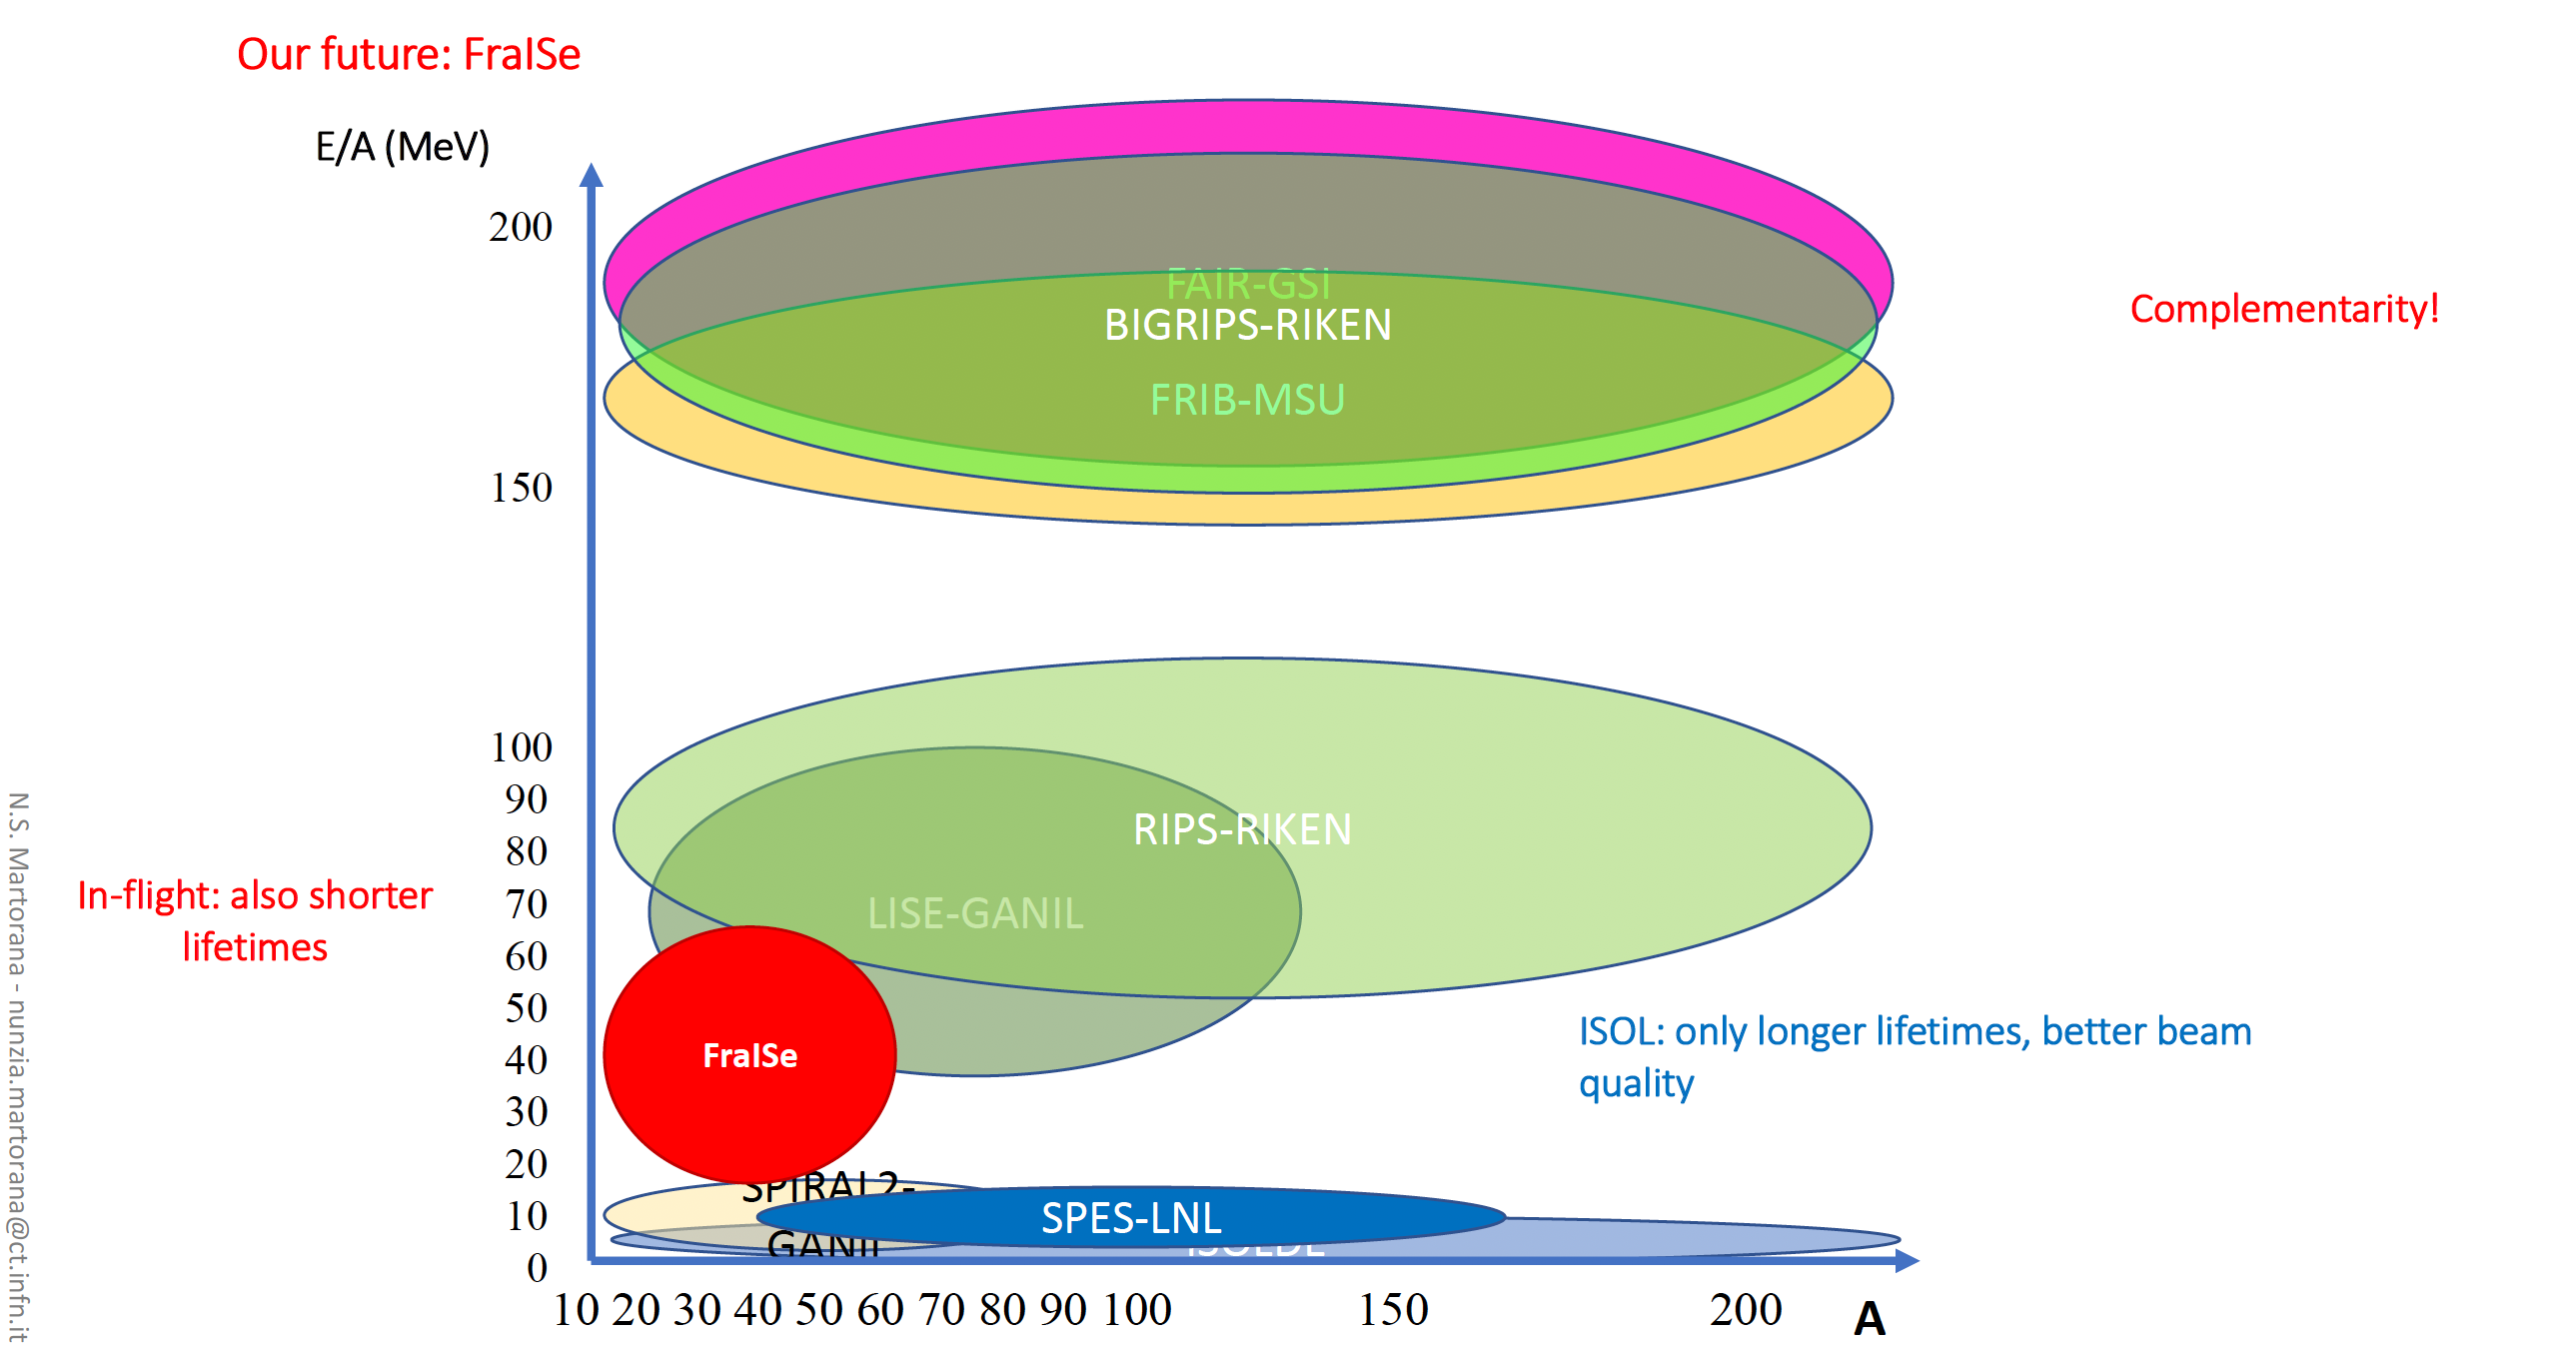 Our future: FraISe
E/A (MeV)
200
FAIR-GSI
BIGRIPS-RIKEN
Complementarity!
FRIB-MSU
150
100
90
80
RIPS-RIKEN
70
LISE-GANIL
In-flight: also shorter
lifetimes
60
50
ISOL: only longer lifetimes, better beam
quality
40
FraISe
30
20
SPIRAL2-
GANIL
10
SPES-LNL
ISOLDE
0
10 20 30 40 50 60 70 80 90 100 150 200 A
N.S. Martorana - nunzia.martorana@ct.infn.it